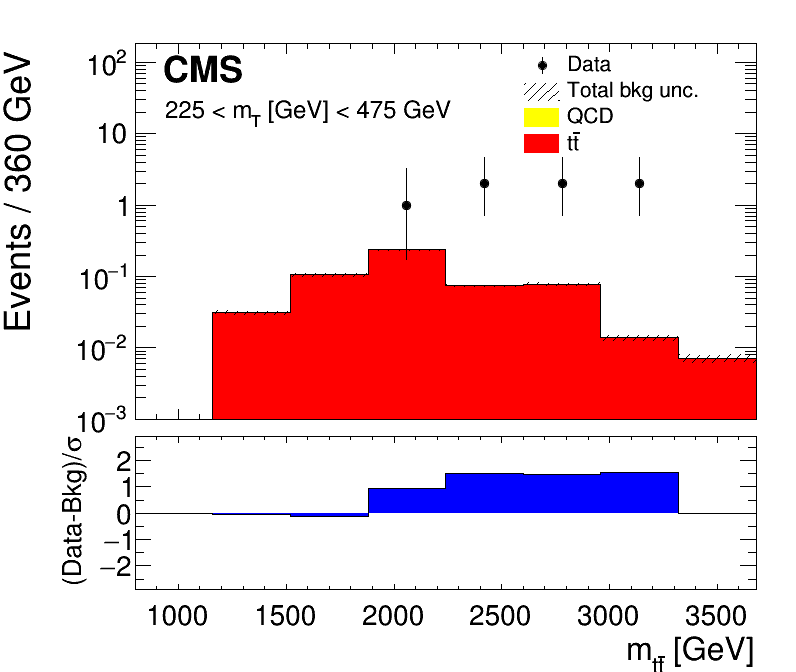 CMS
225 < m_T [GeV] < 475 GeV
Data
Total bkg unc.
QCD
tt̄
Events / 360 GeV
10²
10
1
10⁻¹
10⁻²
10⁻³
(Data-Bkg)/σ
2
1
0
−1
−2
1000 1500 2000 2500 3000 3500
m_tt̄ [GeV]